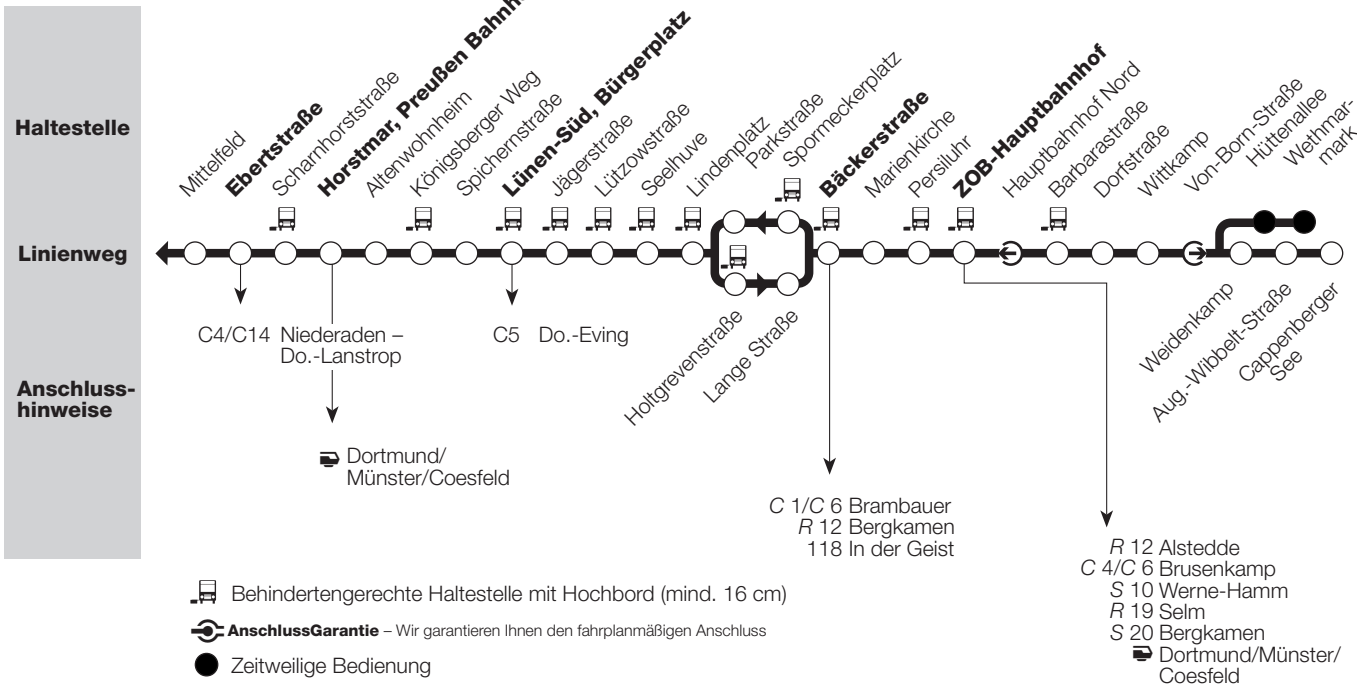 Haltestelle
Mittelfeld
Ebertstraße
Scharnhorststraße
Horstmar, Preußen
Altenwohnheim
Königsberger Weg
Spichernstraße
Lünen-Süd, Bürgerplatz
Jägerstraße
Lützowstraße
Seelhuve
Lindenplatz
Parkstraße
Spormeckerplatz
Bäckerstraße
Marienkirche
Persiluhr
ZOB-Hauptbahnhof
Hauptbahnhof Nord
Barbarastraße
Dorfstraße
Wittkamp
Von-Born-Straße
Hüttenallee
Wethmar-
mark
Linienweg
Holtgrevenstraße
Lange Straße
Weidenkamp
Aug.-Wibbelt-Straße
Cappenberger
See
Anschluss-
hinweise
C4/C14 Niederaden –
Do.-Lanstrop
Dortmund/
Münster/Coesfeld
C5 Do.-Eving
C 1/C 6 Brambauer
R 12 Bergkamen
118 In der Geist
R 12 Alstedde
C 4/C 6 Brusenkamp
S 10 Werne-Hamm
R 19 Selm
S 20 Bergkamen
Dortmund/Münster/
Coesfeld
Behindertengerechte Haltestelle mit Hochbord (mind. 16 cm)
AnschlussGarantie – Wir garantieren Ihnen den fahrplanmäßigen Anschluss
Zeitweilige Bedienung